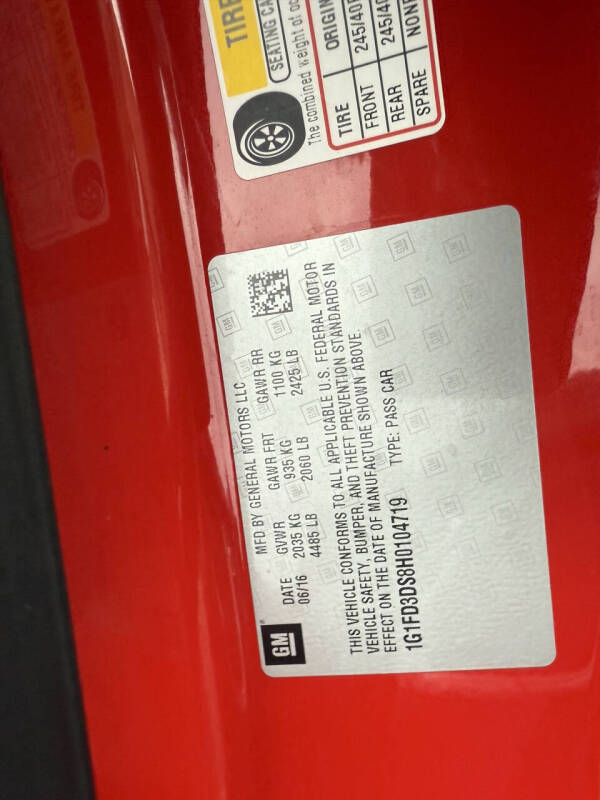 TIRE
SEATING CA
The combined weight of oc
TIRE ORIGIN
FRONT 245/40
REAR 245/4
SPARE NON
GM
MFD BY GENERAL MOTORS LLC
DATE GVWR GAWR FRT GAWR RR
06/16 2035 KG 935 KG 1100 KG
4485 LB 2060 LB 2425 LB
THIS VEHICLE CONFORMS TO ALL APPLICABLE U.S. FEDERAL MOTOR
VEHICLE SAFETY, BUMPER, AND THEFT PREVENTION STANDARDS IN
EFFECT ON THE DATE OF MANUFACTURE SHOWN ABOVE.
1G1FD3DS8H0104719 TYPE: PASS CAR